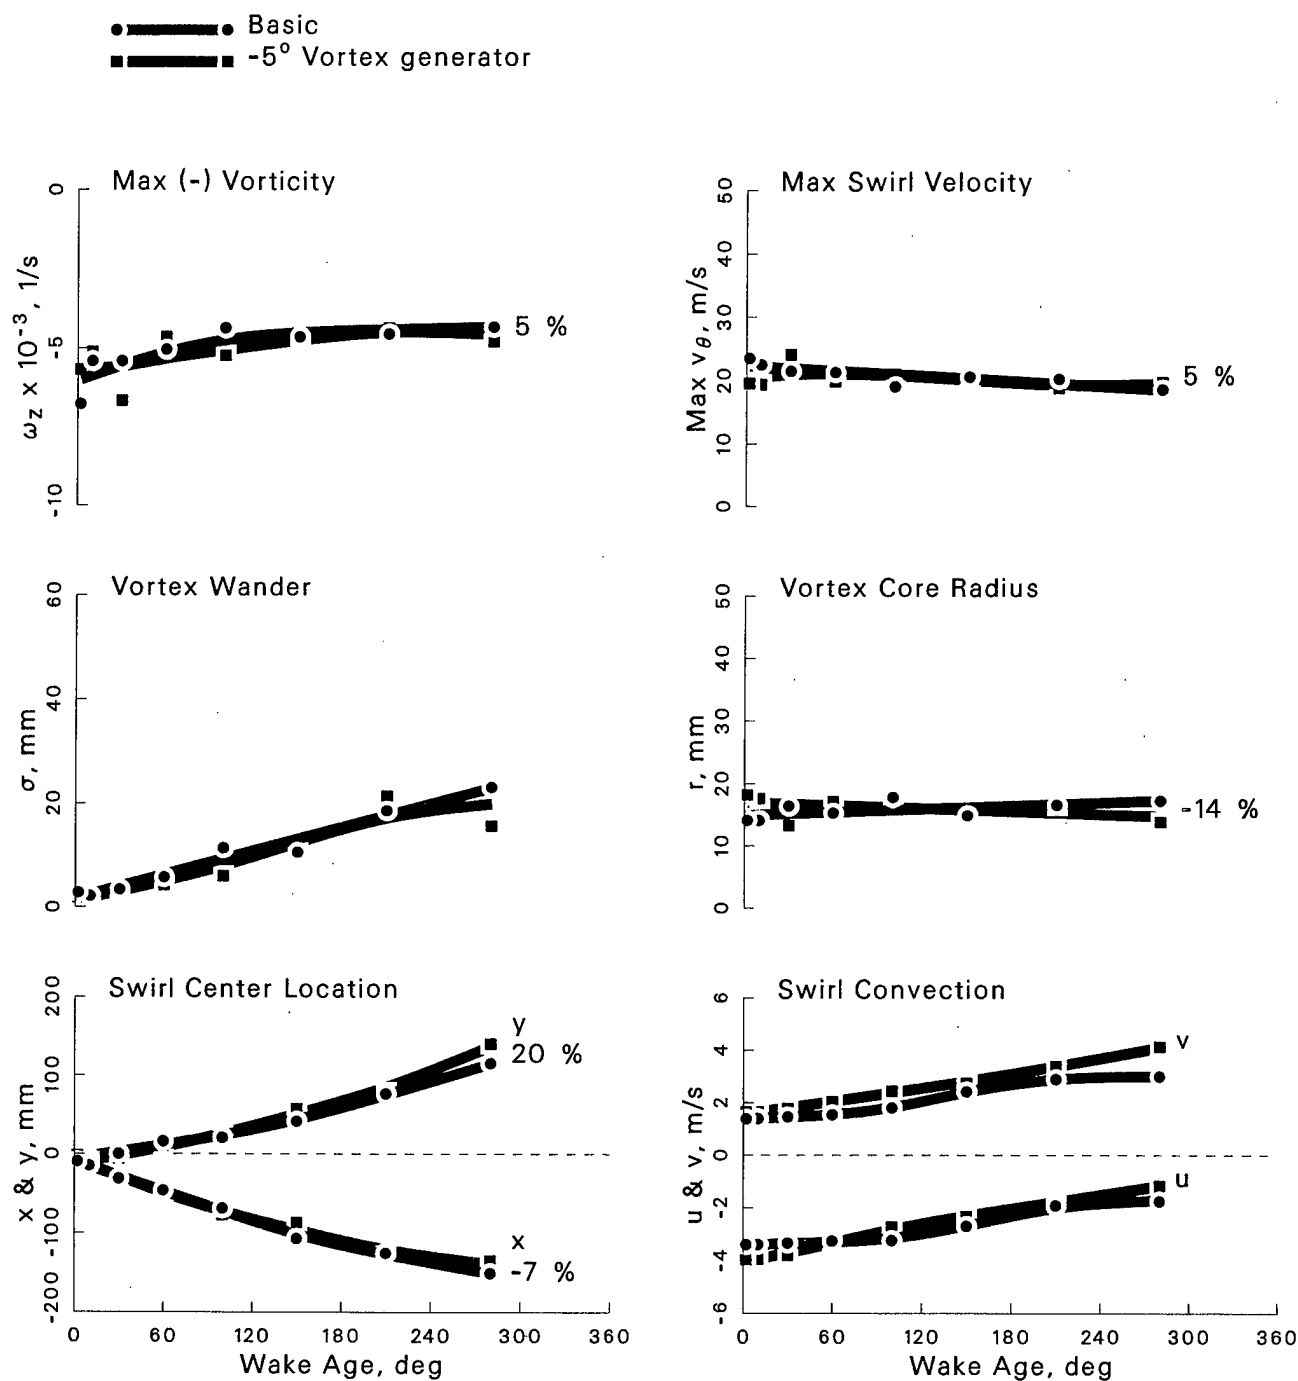 Basic
-5° Vortex generator
Max (-) Vorticity
0
-5
-10
ω_z x 10^-3, 1/s
5 %
Max Swirl Velocity
50
40
30
20
10
0
Max v_θ, m/s
5 %
Vortex Wander
60
40
20
0
σ, mm
Vortex Core Radius
50
40
30
20
10
0
r, mm
-14 %
Swirl Center Location
200
100
0
-100
-200
x & y, mm
y
20 %
x
-7 %
0 60 120 180 240 300 360
Wake Age, deg
Swirl Convection
6
4
2
0
-2
-4
-6
u & v, m/s
v
u
0 60 120 180 240 300 360
Wake Age, deg